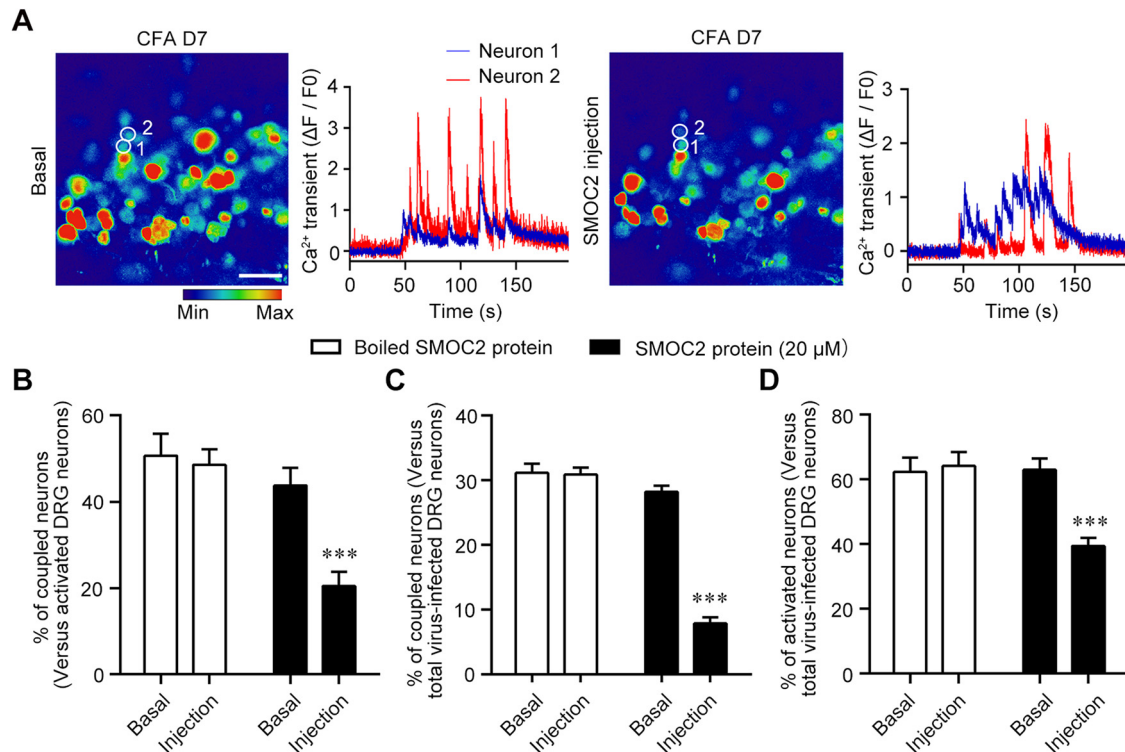 A
CFA D7
Basal
2
1
Min
Max
Ca²⁺ transient (ΔF / F0)
4
3
2
1
0
0
50
100
150
Time (s)
Neuron 1
Neuron 2
CFA D7
SMOC2 injection
2
1
Ca²⁺ transient (ΔF / F0)
3
2
1
0
0
50
100
150
Time (s)
Boiled SMOC2 protein
SMOC2 protein (20 μM)
B
% of coupled neurons
(Versus activated DRG neurons)
60
40
20
0
***
Basal
Injection
Basal
Injection
C
% of coupled neurons (Versus
total virus-infected DRG neurons)
40
30
20
10
0
***
Basal
Injection
Basal
Injection
D
% of activated neurons (Versus
total virus-infected DRG neurons)
80
60
40
20
0
***
Basal
Injection
Basal
Injection